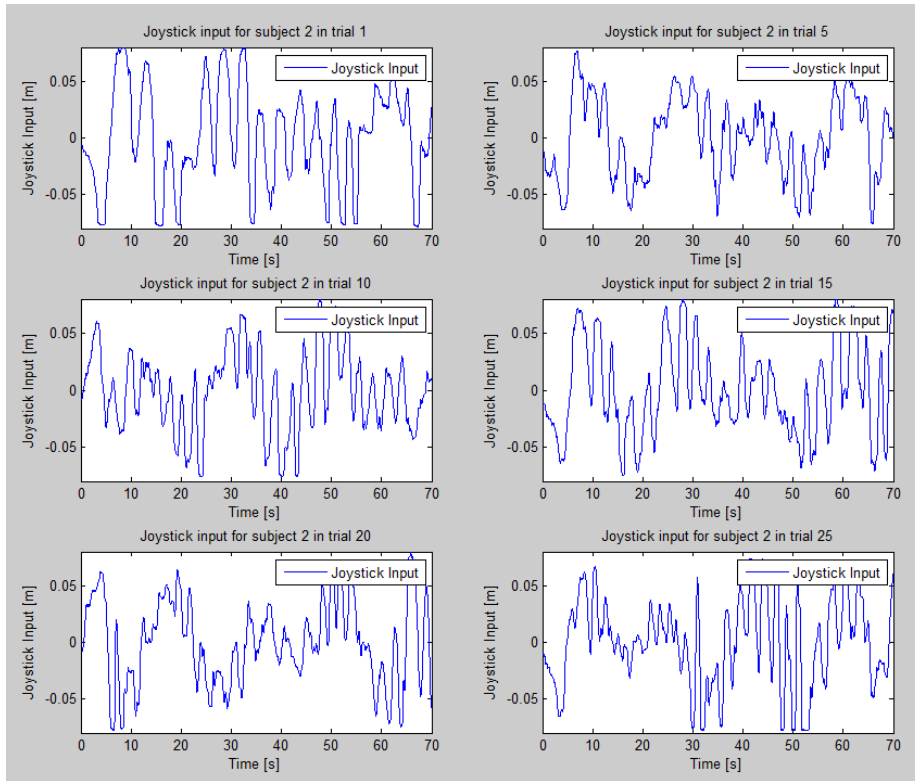 Joystick input for subject 2 in trial 1
Joystick Input [m]
0.05
0
-0.05
Joystick Input
0 10 20 30 40 50 60 70
Time [s]
Joystick input for subject 2 in trial 5
Joystick Input [m]
0.05
0
-0.05
Joystick Input
0 10 20 30 40 50 60 70
Time [s]
Joystick input for subject 2 in trial 10
Joystick Input [m]
0.05
0
-0.05
Joystick Input
0 10 20 30 40 50 60 70
Time [s]
Joystick input for subject 2 in trial 15
Joystick Input [m]
0.05
0
-0.05
Joystick Input
0 10 20 30 40 50 60 70
Time [s]
Joystick input for subject 2 in trial 20
Joystick Input [m]
0.05
0
-0.05
Joystick Input
0 10 20 30 40 50 60 70
Time [s]
Joystick input for subject 2 in trial 25
Joystick Input [m]
0.05
0
-0.05
Joystick Input
0 10 20 30 40 50 60 70
Time [s]